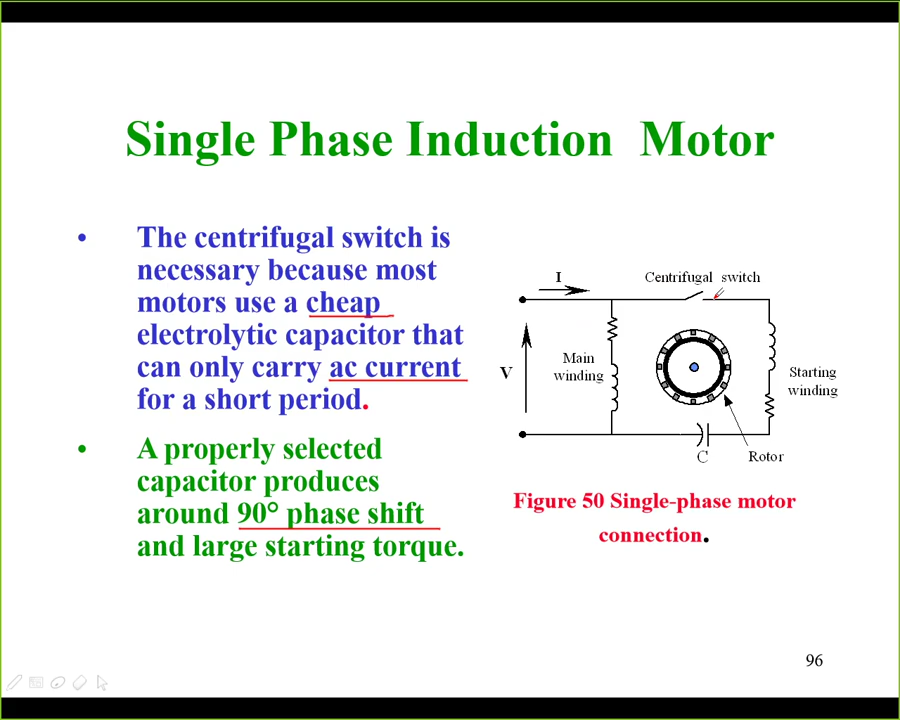 Single Phase Induction Motor
• The centrifugal switch is
necessary because most
motors use a cheap
electrolytic capacitor that
can only carry ac current
for a short period.
• A properly selected
capacitor produces
around 90° phase shift
and large starting torque.
I
Centrifugal switch
V
Main
winding
Starting
winding
C
Rotor
Figure 50 Single-phase motor
connection.
96